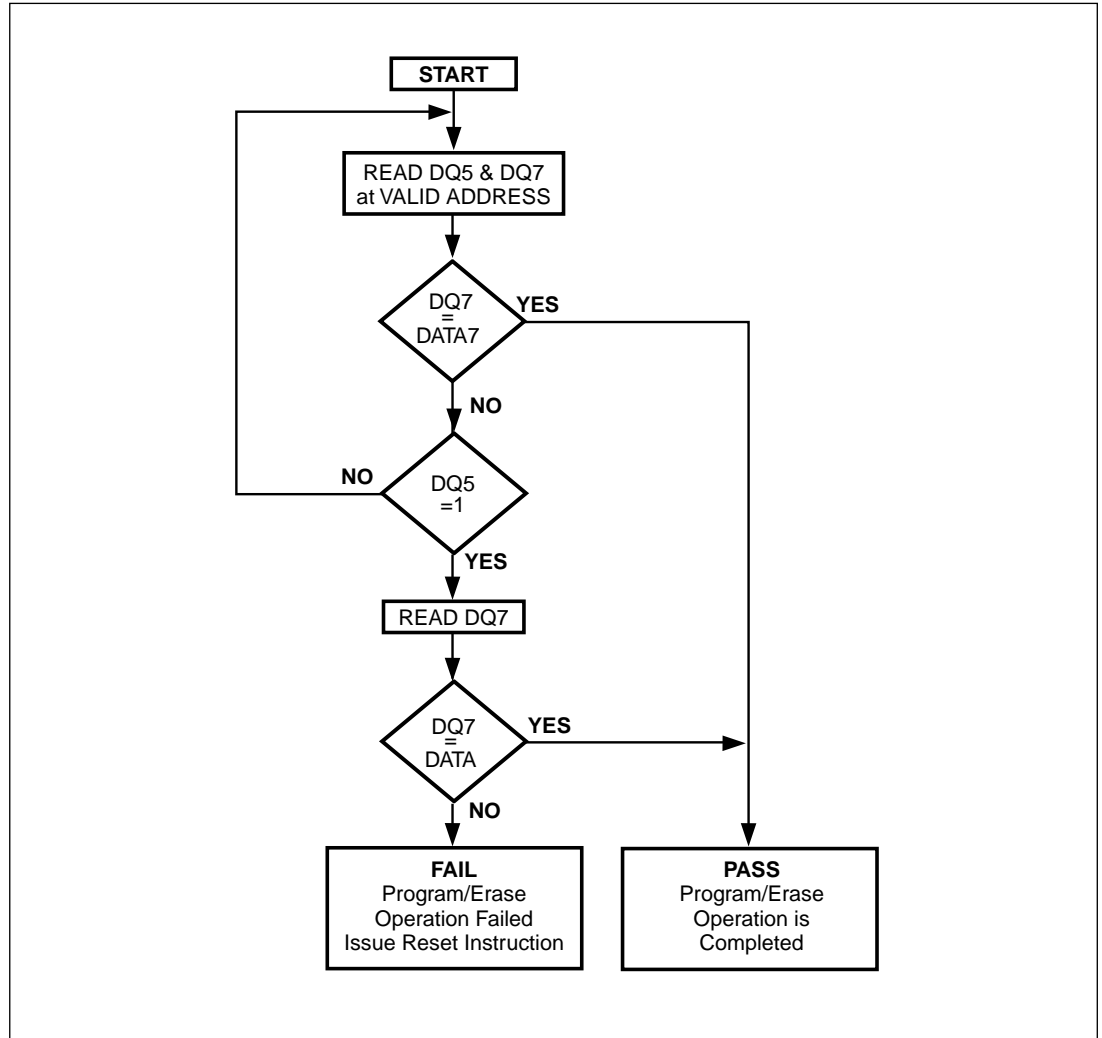 START
READ DQ5 & DQ7
at VALID ADDRESS
DQ7
=
DATA7
YES
NO
NO
DQ5
=1
YES
READ DQ7
DQ7
=
DATA
YES
NO
FAIL
Program/Erase
Operation Failed
Issue Reset Instruction
PASS
Program/Erase
Operation is
Completed